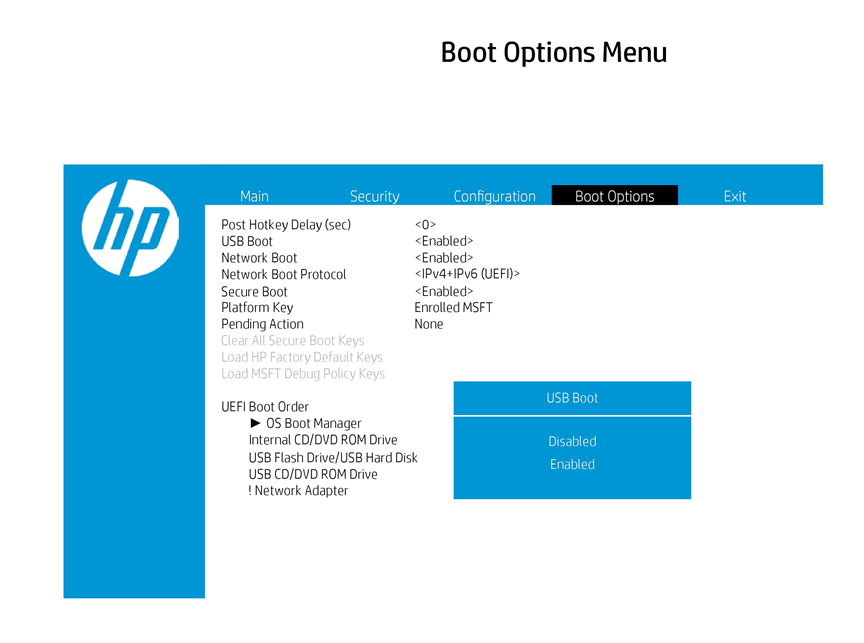 Boot Options Menu
hp
Main Security Configuration Boot Options Exit
Post Hotkey Delay (sec) <0>
USB Boot <Enabled>
Network Boot <Enabled>
Network Boot Protocol <IPv4+IPv6 (UEFI)>
Secure Boot <Enabled>
Platform Key Enrolled MSFT
Pending Action None
Clear All Secure Boot Keys
Load HP Factory Default Keys
Load MSFT Debug Policy Keys
UEFI Boot Order
► OS Boot Manager
Internal CD/DVD ROM Drive
USB Flash Drive/USB Hard Disk
USB CD/DVD ROM Drive
! Network Adapter
USB Boot
Disabled
Enabled